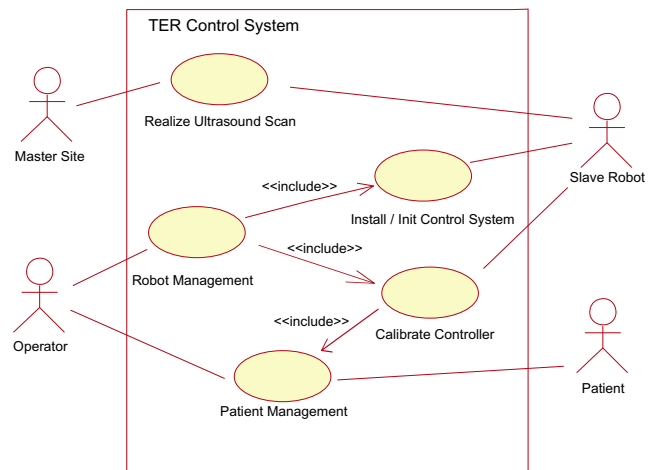 TER Control System
Realize Ultrasound Scan
Master Site
Slave Robot
<<include>>
Install / Init Control System
<<include>>
Robot Management
<<include>>
Calibrate Controller
Operator
Patient Management
Patient